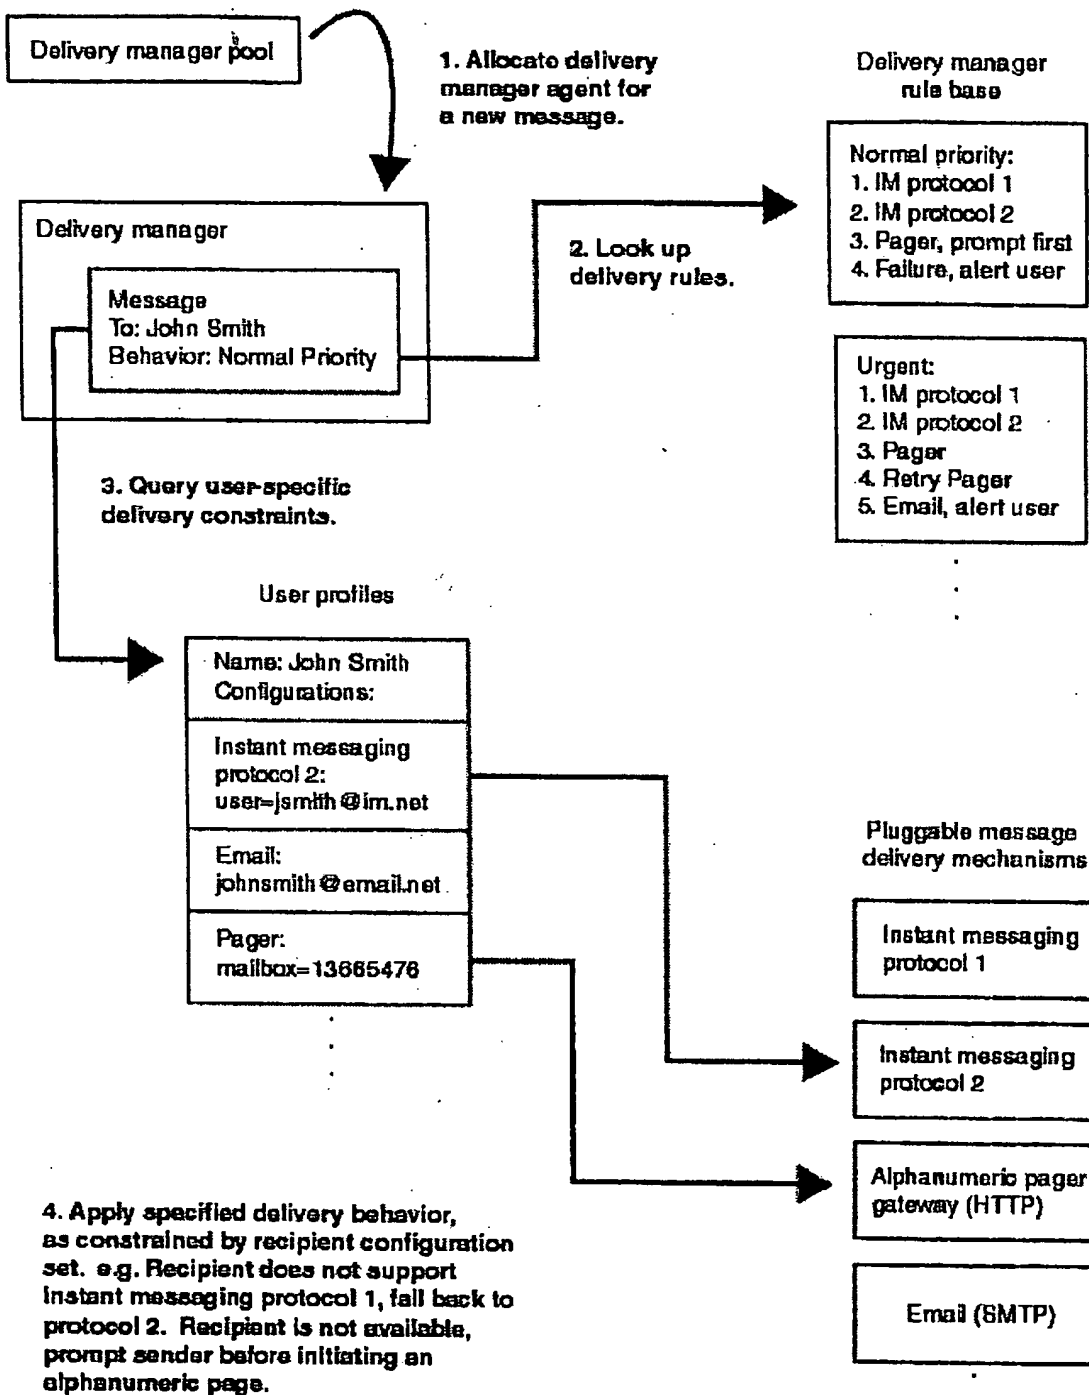 Delivery manager pool
1. Allocate delivery
manager agent for
a new message.
Delivery manager
rule base
Normal priority:
1. IM protocol 1
2. IM protocol 2
3. Pager, prompt first
4. Failure, alert user
Delivery manager
Message
To: John Smith
Behavior: Normal Priority
2. Look up
delivery rules.
Urgent:
1. IM protocol 1
2. IM protocol 2
3. Pager
4. Retry Pager
5. Email, alert user
3. Query user-specific
delivery constraints.
User profiles
Name: John Smith
Configurations:
Instant messaging
protocol 2:
user=jsmith@im.net
Email:
johnsmith@email.net
Pager:
mailbox=13665476
Pluggable message
delivery mechanisms
Instant messaging
protocol 1
Instant messaging
protocol 2
Alphanumeric pager
gateway (HTTP)
Email (SMTP)
4. Apply specified delivery behavior,
as constrained by recipient configuration
set. e.g. Recipient does not support
Instant messaging protocol 1, fall back to
protocol 2. Recipient is not available,
prompt sender before initiating an
alphanumeric page.